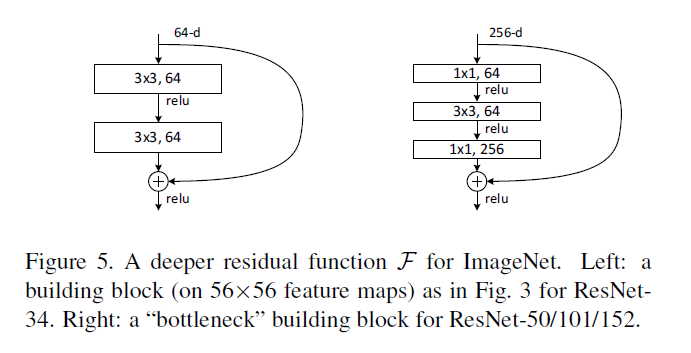 64-d
3x3, 64
relu
3x3, 64
relu
256-d
1x1, 64
relu
3x3, 64
relu
1x1, 256
relu
Figure 5. A deeper residual function F for ImageNet. Left: a
building block (on 56×56 feature maps) as in Fig. 3 for ResNet-
34. Right: a “bottleneck” building block for ResNet-50/101/152.